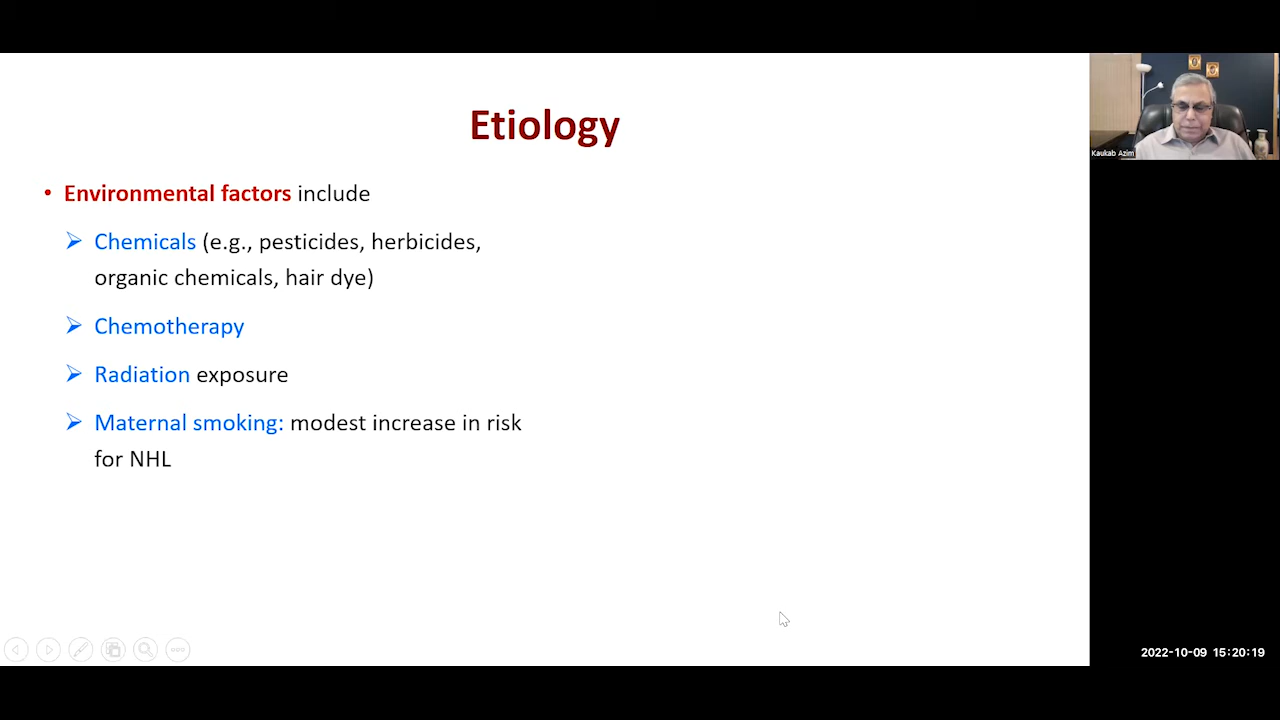 Etiology
• Environmental factors include
➢ Chemicals (e.g., pesticides, herbicides,
organic chemicals, hair dye)
➢ Chemotherapy
➢ Radiation exposure
➢ Maternal smoking: modest increase in risk
for NHL
Kaukab Azim
2022-10-09 15:20:19